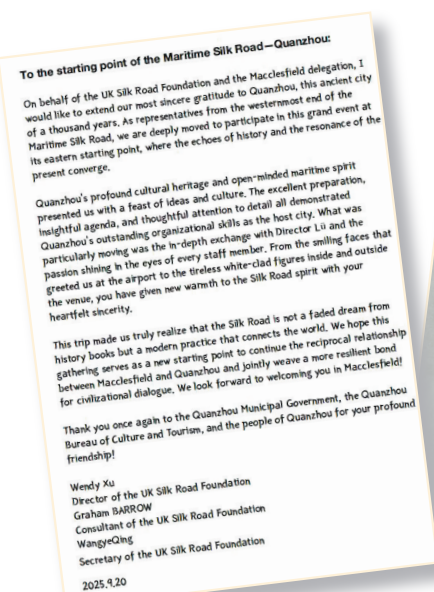 To the starting point of the Maritime Silk Road—Quanzhou:
On behalf of the UK Silk Road Foundation and the Macclesfield delegation, I
would like to extend our most sincere gratitude to Quanzhou, this ancient city
of a thousand years. As representatives from the westernmost end of the
Maritime Silk Road, we are deeply moved to participate in this grand event at
its eastern starting point, where the echoes of history and the resonance of the
present converge.
Quanzhou's profound cultural heritage and open-minded maritime spirit
presented us with a feast of ideas and culture. The excellent preparation,
insightful agenda, and thoughtful attention to detail all demonstrated
Quanzhou's outstanding organizational skills as the host city. What was
particularly moving was the in-depth exchange with Director Lü and the
passion shining in the eyes of every staff member. From the smiling faces that
greeted us at the airport to the tireless white-clad figures inside and outside
the venue, you have given new warmth to the Silk Road spirit with your
heartfelt sincerity.
This trip made us truly realize that the Silk Road is not a faded dream from
history books but a modern practice that connects the world. We hope this
gathering serves as a new starting point to continue the reciprocal relationship
between Macclesfield and Quanzhou and jointly weave a more resilient bond
for civilizational dialogue. We look forward to welcoming you in Macclesfield!
Thank you once again to the Quanzhou Municipal Government, the Quanzhou
Bureau of Culture and Tourism, and the people of Quanzhou for your profound
friendship!
Wendy Xu
Director of the UK Silk Road Foundation
Graham BARROW
Consultant of the UK Silk Road Foundation
WangyeQing
Secretary of the UK Silk Road Foundation
2025.9.20